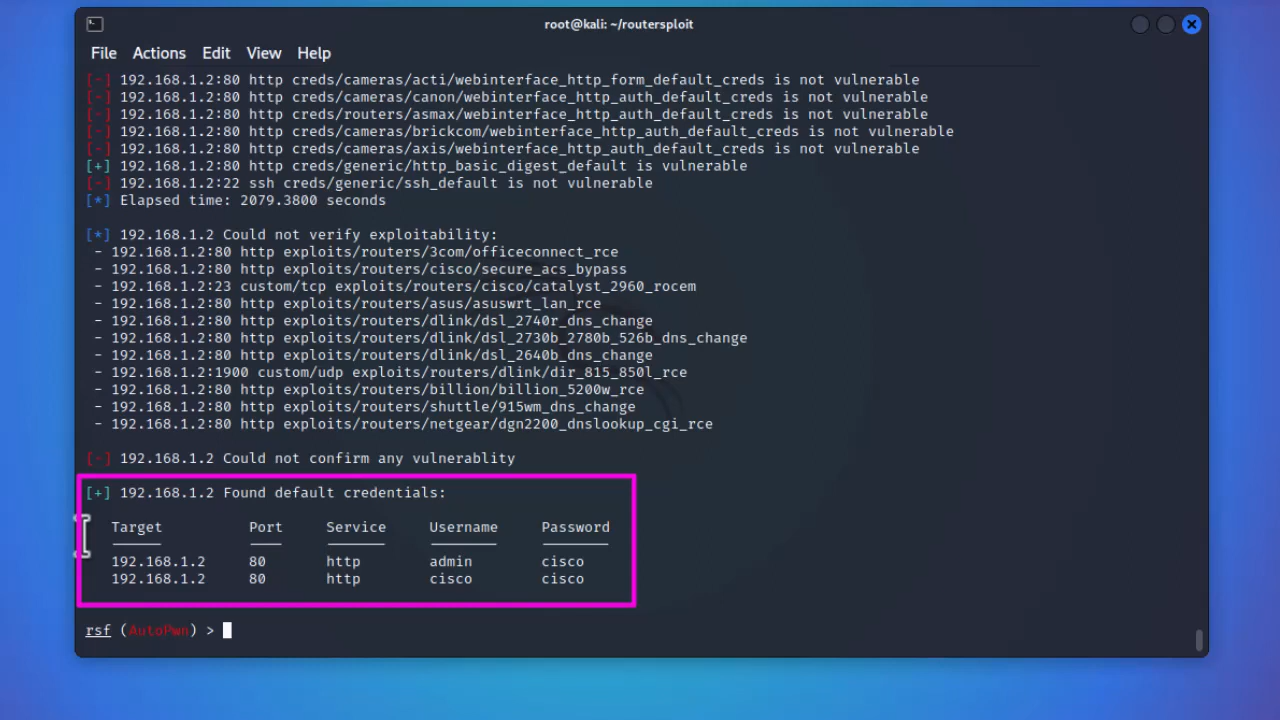 root@kali: ~/routersploit
File Actions Edit View Help
[-] 192.168.1.2:80 http creds/cameras/acti/webinterface_http_form_default_creds is not vulnerable
[-] 192.168.1.2:80 http creds/cameras/canon/webinterface_http_auth_default_creds is not vulnerable
[-] 192.168.1.2:80 http creds/routers/asmax/webinterface_http_auth_default_creds is not vulnerable
[-] 192.168.1.2:80 http creds/cameras/brickcom/webinterface_http_auth_default_creds is not vulnerable
[-] 192.168.1.2:80 http creds/cameras/axis/webinterface_http_auth_default_creds is not vulnerable
[+] 192.168.1.2:80 http creds/generic/http_basic_digest_default is vulnerable
[-] 192.168.1.2:22 ssh creds/generic/ssh_default is not vulnerable
[*] Elapsed time: 2079.3800 seconds
[*] 192.168.1.2 Could not verify exploitability:
- 192.168.1.2:80 http exploits/routers/3com/officeconnect_rce
- 192.168.1.2:80 http exploits/routers/cisco/secure_acs_bypass
- 192.168.1.2:23 custom/tcp exploits/routers/cisco/catalyst_2960_rocem
- 192.168.1.2:80 http exploits/routers/asus/asuswrt_lan_rce
- 192.168.1.2:80 http exploits/routers/dlink/dsl_2740r_dns_change
- 192.168.1.2:80 http exploits/routers/dlink/dsl_2730b_2780b_526b_dns_change
- 192.168.1.2:80 http exploits/routers/dlink/dsl_2640b_dns_change
- 192.168.1.2:1900 custom/udp exploits/routers/dlink/dir_815_850l_rce
- 192.168.1.2:80 http exploits/routers/billion/billion_5200w_rce
- 192.168.1.2:80 http exploits/routers/shuttle/915wm_dns_change
- 192.168.1.2:80 http exploits/routers/netgear/dgn2200_dnslookup_cgi_rce
[-] 192.168.1.2 Could not confirm any vulnerablity
[+] 192.168.1.2 Found default credentials:
Target Port Service Username Password
192.168.1.2 80 http admin cisco
192.168.1.2 80 http cisco cisco
rsf (AutoPwn) >